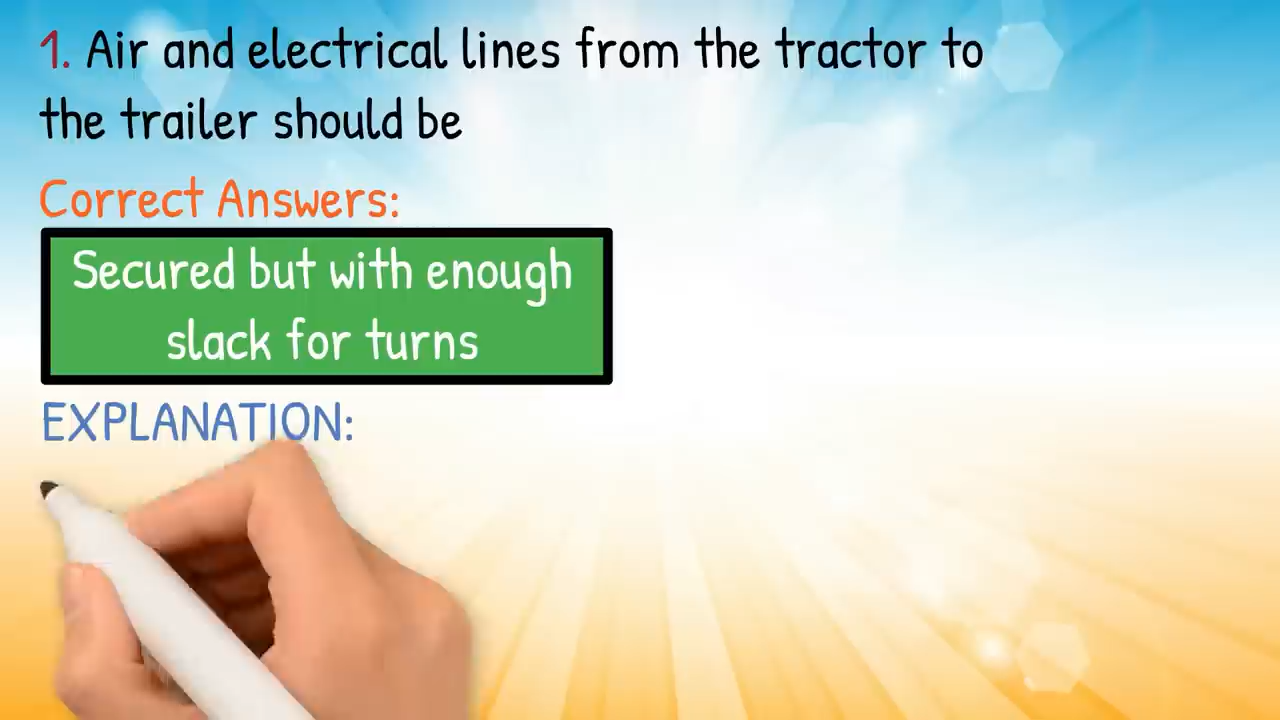 1. Air and electrical lines from the tractor to
the trailer should be
Correct Answers:
Secured but with enough
slack for turns
EXPLANATION: